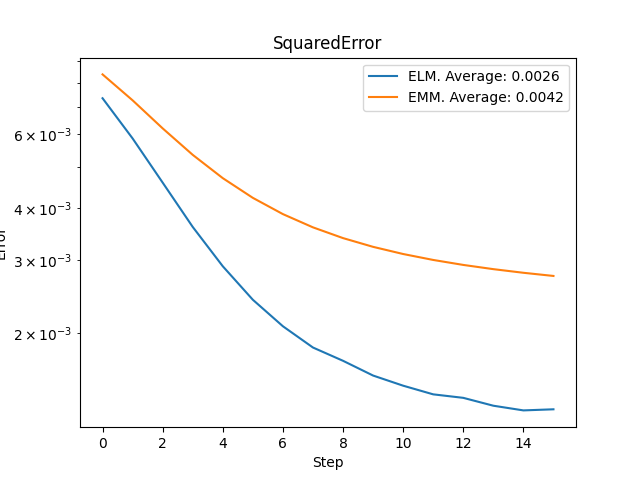 SquaredError
ELM. Average: 0.0026
EMM. Average: 0.0042
6 × 10⁻³
4 × 10⁻³
3 × 10⁻³
2 × 10⁻³
Error
0 2 4 6 8 10 12 14
Step